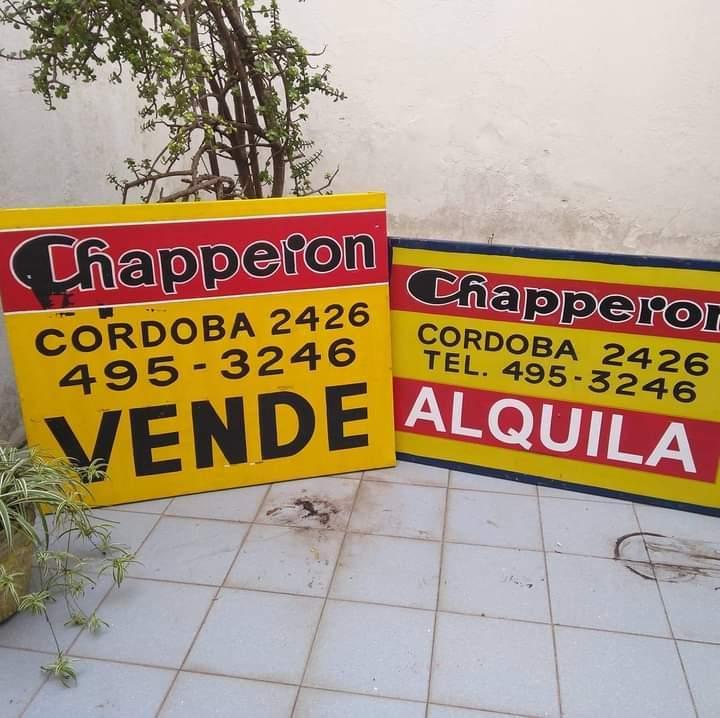 Chapperon
CORDOBA 2426
495-3246
VENDE
Chapperon
CORDOBA 2426
TEL. 495-3246
ALQUILA